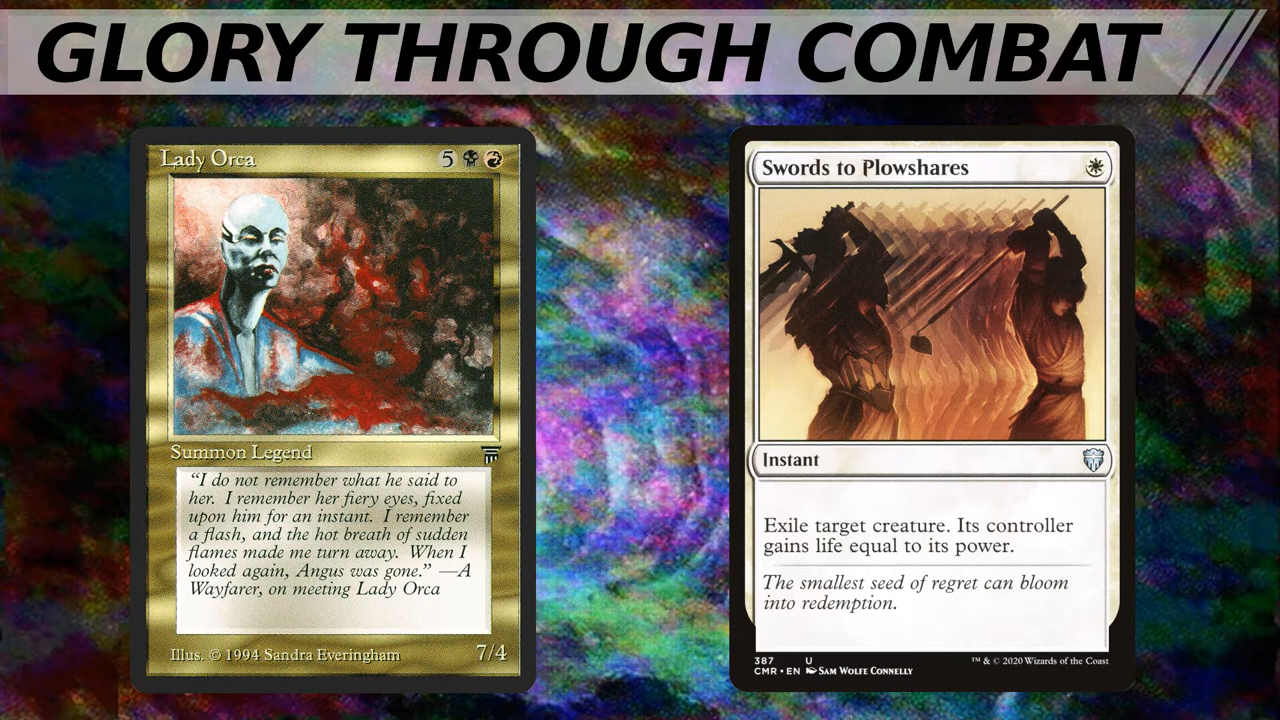 GLORY THROUGH COMBAT
Lady Orca 5
Summon Legend
“I do not remember what he said to
her. I remember her fiery eyes, fixed
upon him for an instant. I remember
a flash, and the hot breath of sudden
flames made me turn away. When I
looked again, Angus was gone.” —A
Wayfarer, on meeting Lady Orca
Illus. © 1994 Sandra Everingham 7/4
Swords to Plowshares
Instant
Exile target creature. Its controller
gains life equal to its power.
The smallest seed of regret can bloom
into redemption.
387 U
CMR • EN Sam Wolfe Connelly
™ & © 2020 Wizards of the Coast